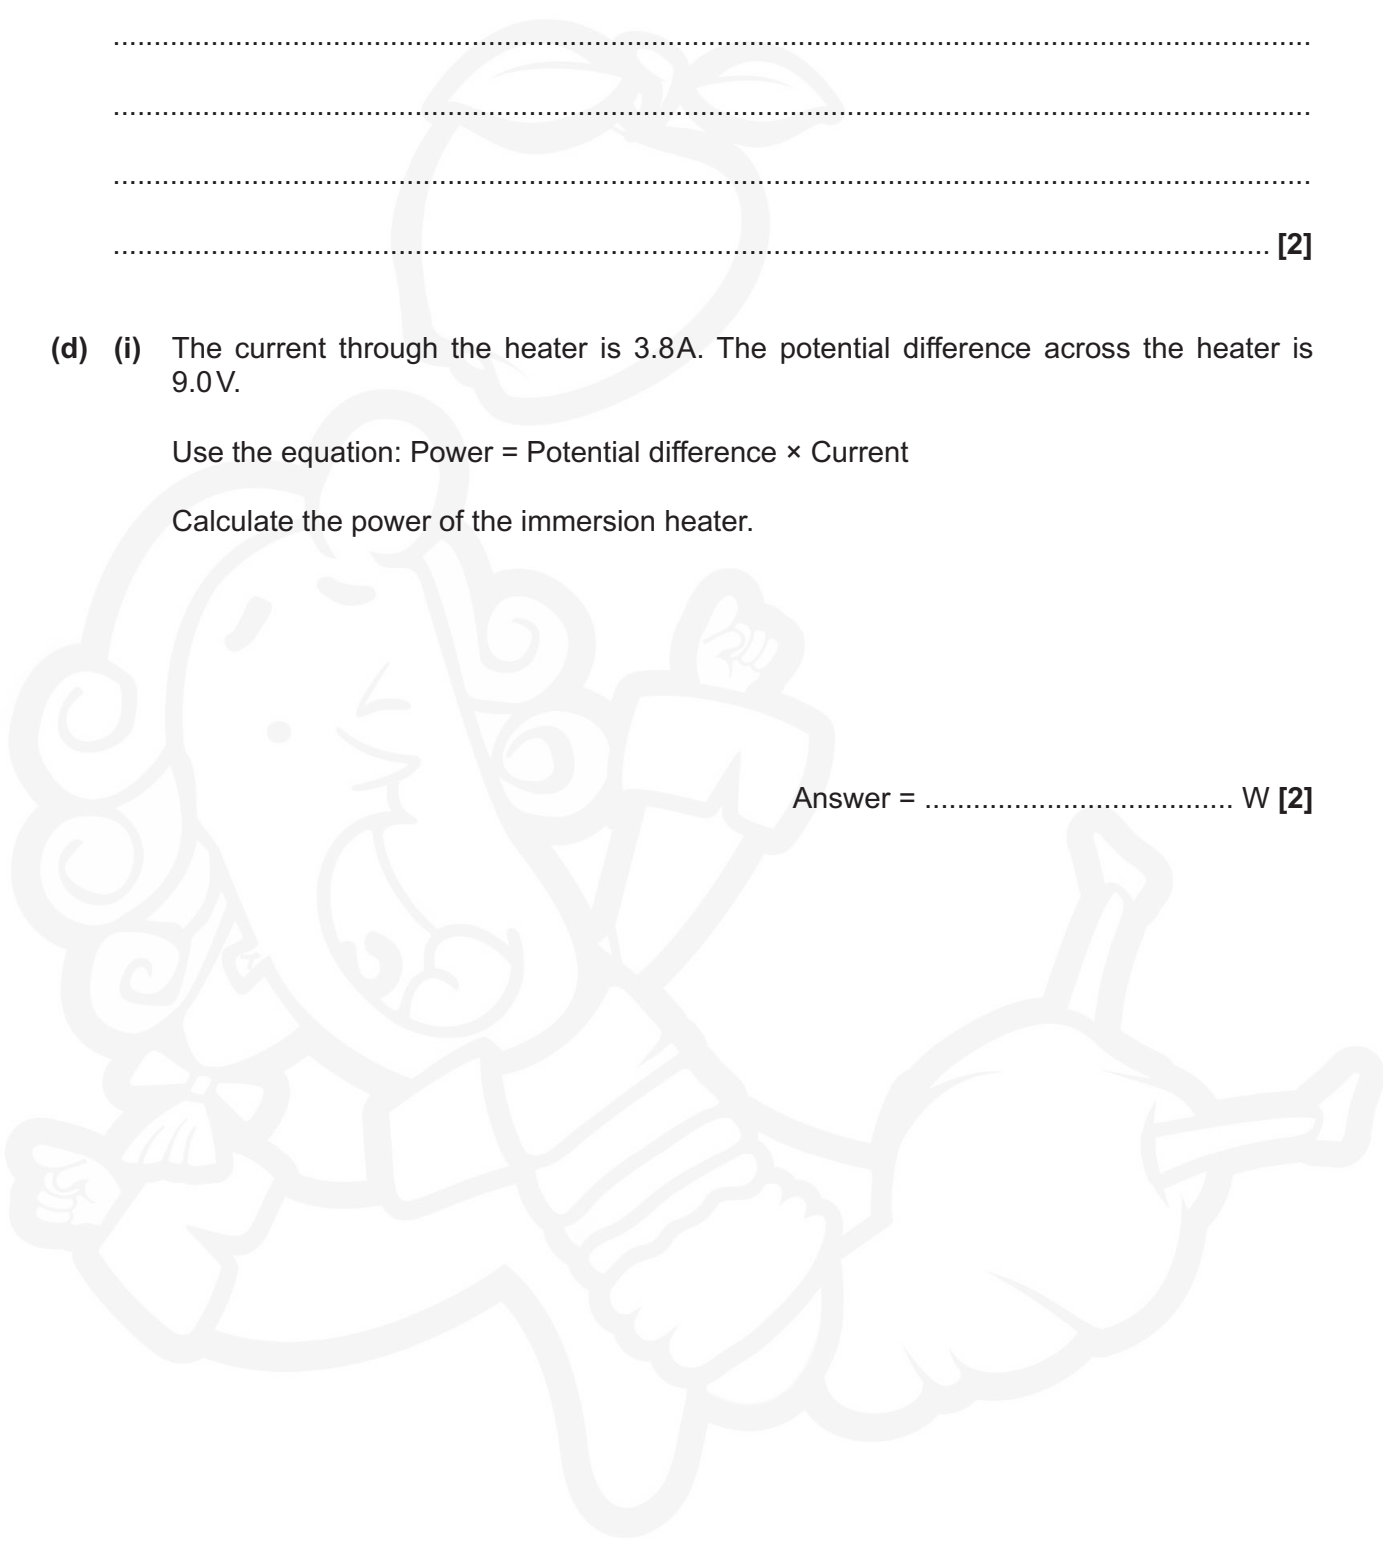 ........................................................................................................................................................
........................................................................................................................................................
........................................................................................................................................................
................................................................................................................................................... [2]
(d) (i) The current through the heater is 3.8A. The potential difference across the heater is
9.0V.
Use the equation: Power = Potential difference × Current
Calculate the power of the immersion heater.
Answer = ...................................... W [2]